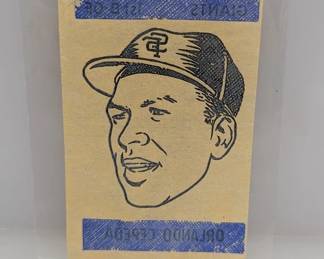 GIANTS 1st B-OF
SF
ORLANDO CEPEDA